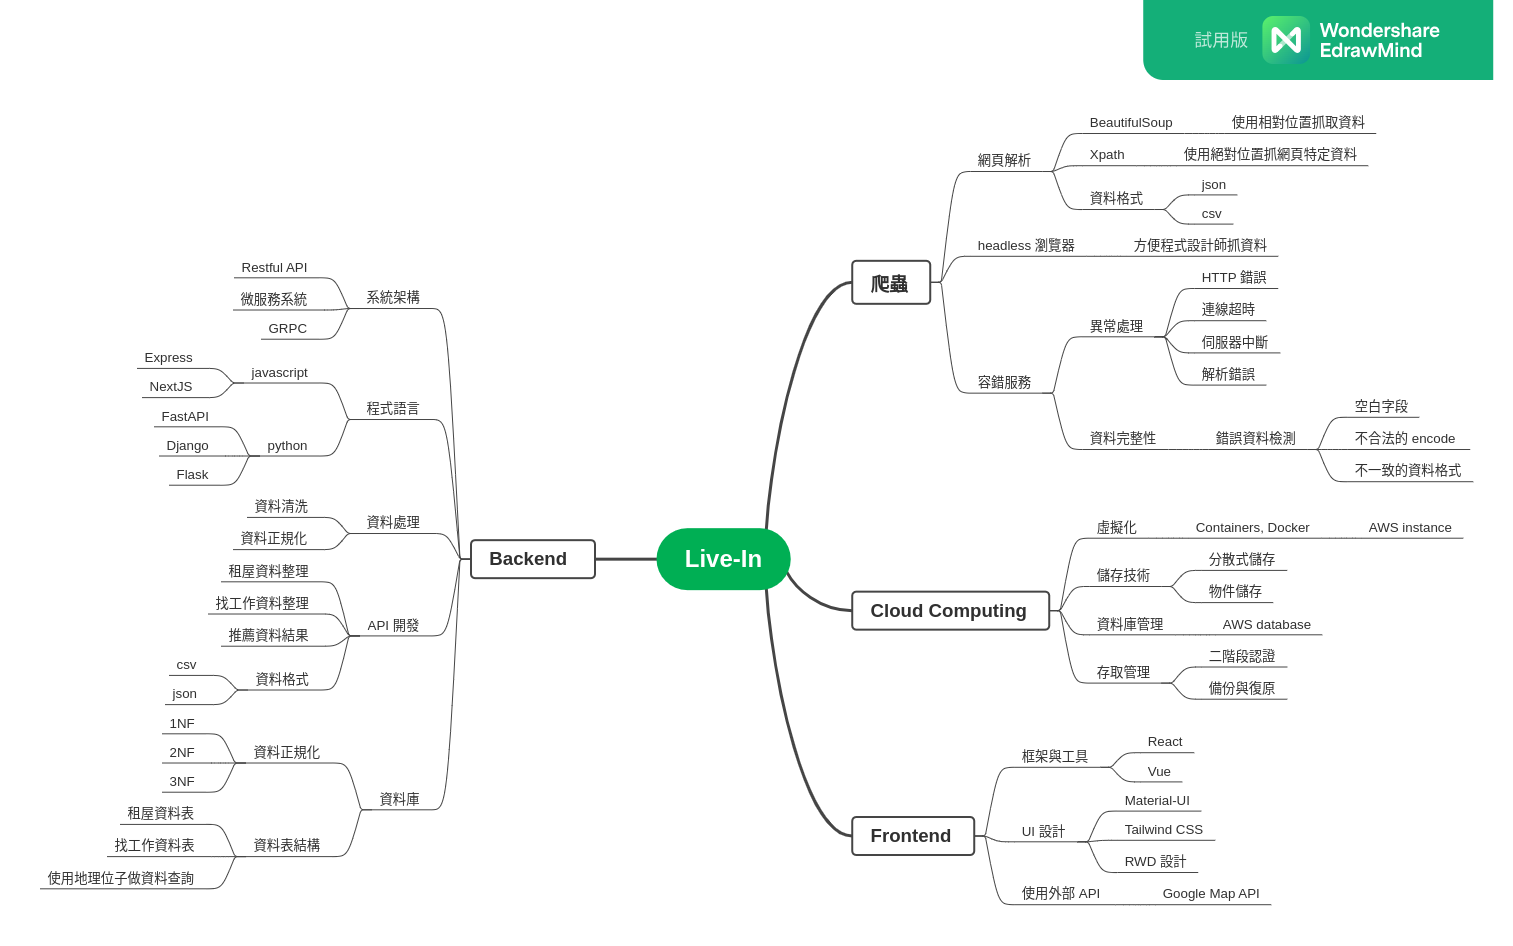 試用版
Wondershare
EdrawMind
Live-In
爬蟲
網頁解析
BeautifulSoup
使用相對位置抓取資料
Xpath
使用絕對位置抓網頁特定資料
資料格式
json
csv
headless 瀏覽器
方便程式設計師抓資料
容錯服務
異常處理
HTTP 錯誤
連線超時
伺服器中斷
解析錯誤
資料完整性
錯誤資料檢測
空白字段
不合法的 encode
不一致的資料格式
Cloud Computing
虛擬化
Containers, Docker
AWS instance
儲存技術
分散式儲存
物件儲存
資料庫管理
AWS database
存取管理
二階段認證
備份與復原
Frontend
框架與工具
React
Vue
UI 設計
Material-UI
Tailwind CSS
RWD 設計
使用外部 API
Google Map API
Backend
系統架構
Restful API
微服務系統
GRPC
程式語言
javascript
Express
NextJS
python
FastAPI
Django
Flask
資料處理
資料清洗
資料正規化
API 開發
租屋資料整理
找工作資料整理
推薦資料結果
資料格式
csv
json
資料庫
資料正規化
1NF
2NF
3NF
資料表結構
租屋資料表
找工作資料表
使用地理位子做資料查詢